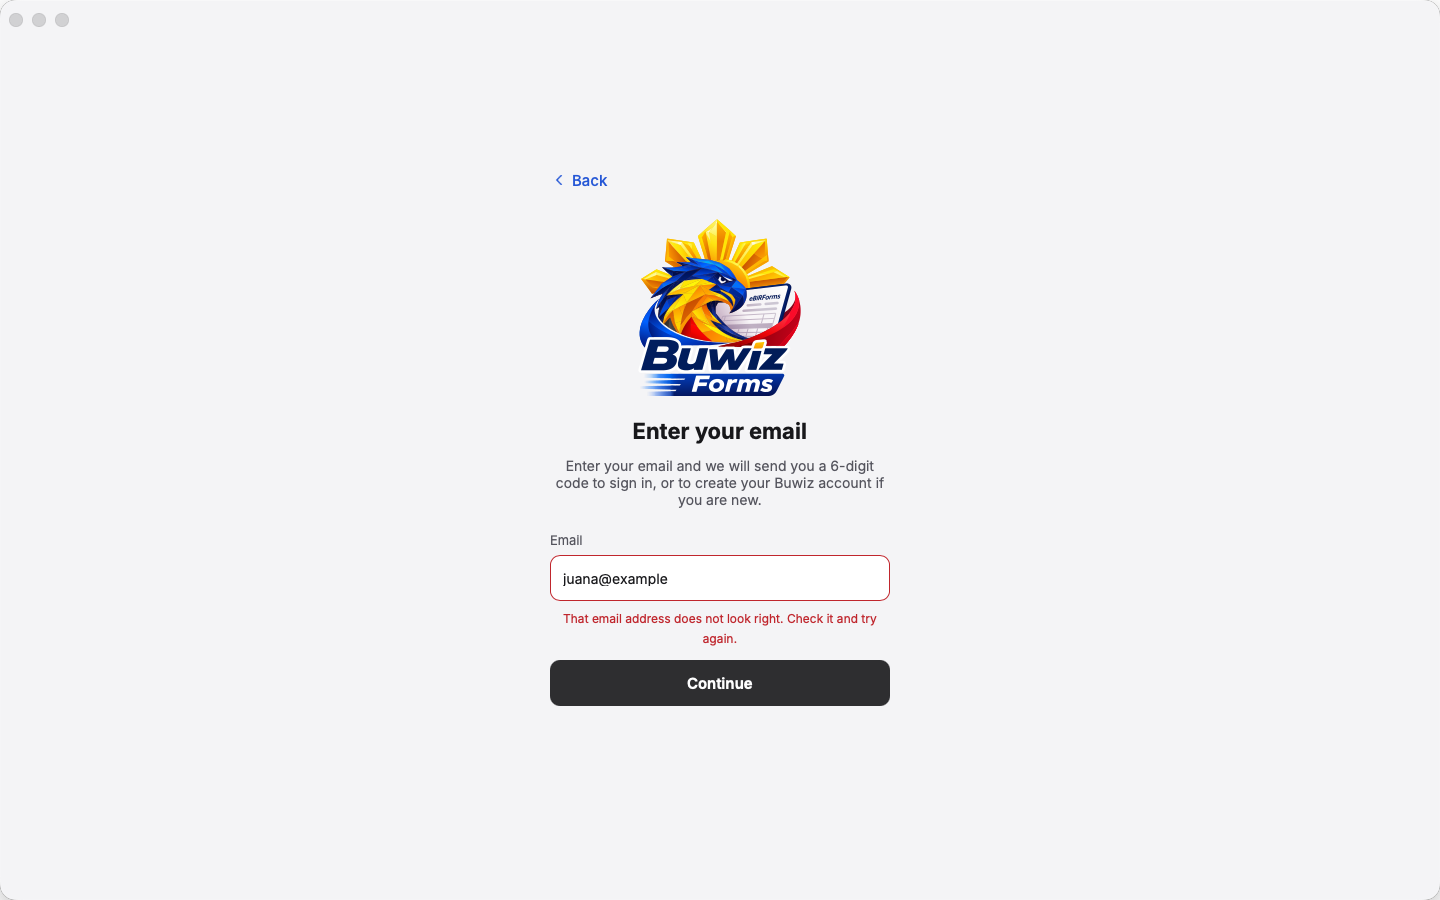 Back
eBIRForms
Buwiz
Forms
Enter your email
Enter your email and we will send you a 6-digit
code to sign in, or to create your Buwiz account if
you are new.
Email
juana@example
That email address does not look right. Check it and try
again.
Continue